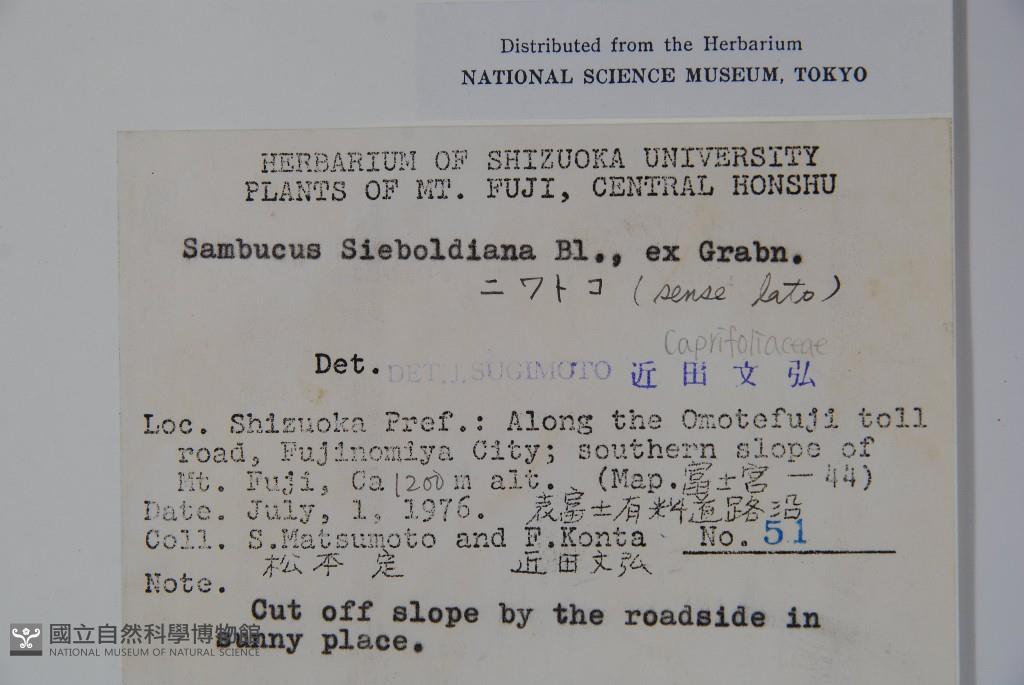 Distributed from the Herbarium
NATIONAL SCIENCE MUSEUM, TOKYO
HERBARIUM OF SHIZUOKA UNIVERSITY
PLANTS OF MT. FUJI, CENTRAL HONSHU
Sambucus Sieboldiana Bl., ex Grabn.
ニワトコ (sense lato)
Caprifoliaceae
Det. DET. J. SUGIMOTO 近田文弘
Loc. Shizuoka Pref.: Along the Omotefuji toll
road, Fujinomiya City; southern slope of
Mt. Fuji, Ca 1200 m alt. (Map. 富士宮 - 44)
Date. July, 1, 1976. 表富士有料道路沿
Coll. S.Matsumoto and F.Konta No. 51
松本定 近田文弘
Note.
Cut off slope by the roadside in
sunny place.
國立自然科學博物館
NATIONAL MUSEUM OF NATURAL SCIENCE